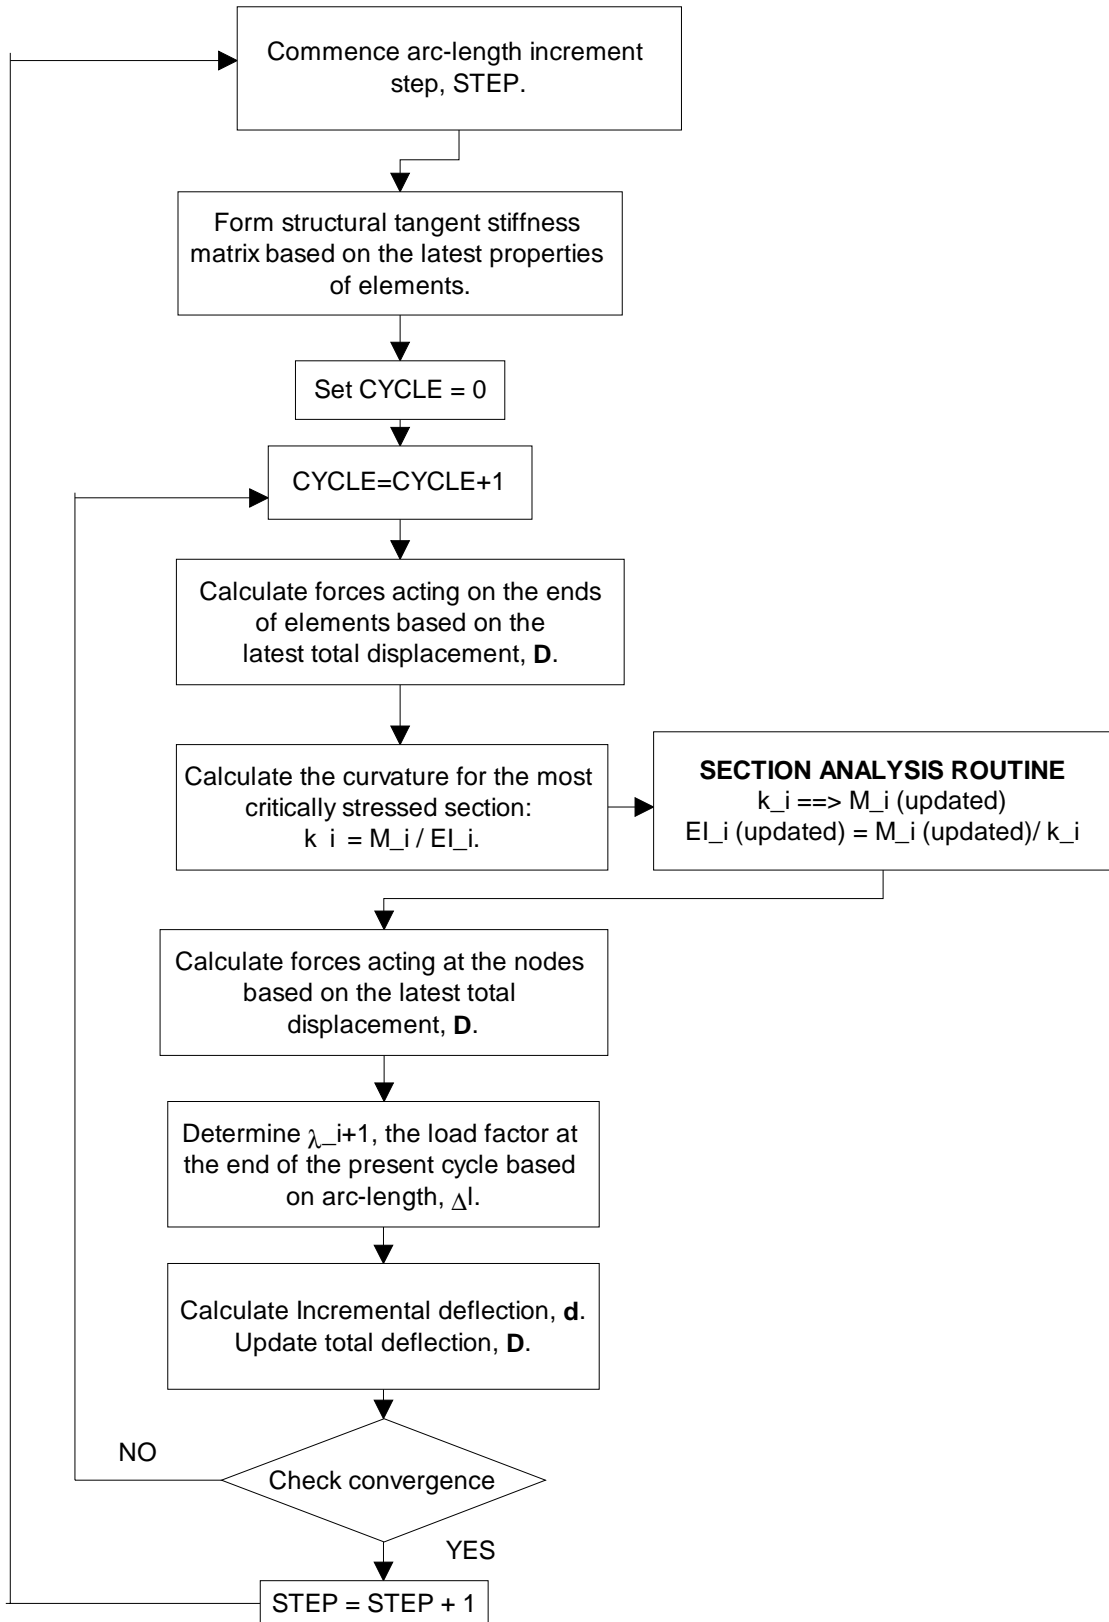 Commence arc-length increment
step, STEP.
Form structural tangent stiffness
matrix based on the latest properties
of elements.
Set CYCLE = 0
CYCLE=CYCLE+1
Calculate forces acting on the ends
of elements based on the
latest total displacement, D.
Calculate the curvature for the most
critically stressed section:
k i = M_i / EI_i.
SECTION ANALYSIS ROUTINE
k_i ==> M_i (updated)
EI_i (updated) = M_i (updated)/ k_i
Calculate forces acting at the nodes
based on the latest total
displacement, D.
Determine λ_i+1, the load factor at
the end of the present cycle based
on arc-length, Δl.
Calculate Incremental deflection, d.
Update total deflection, D.
NO
Check convergence
YES
STEP = STEP + 1